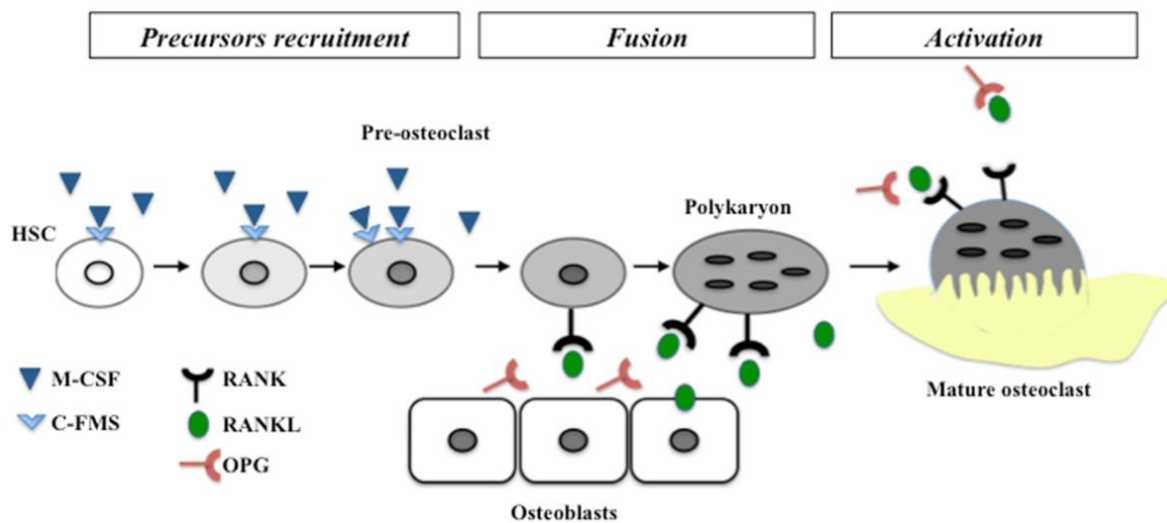 Precursors recruitment
Fusion
Activation
Pre-osteoclast
HSC
Polykaryon
M-CSF
C-FMS
RANK
RANKL
OPG
Mature osteoclast
Osteoblasts